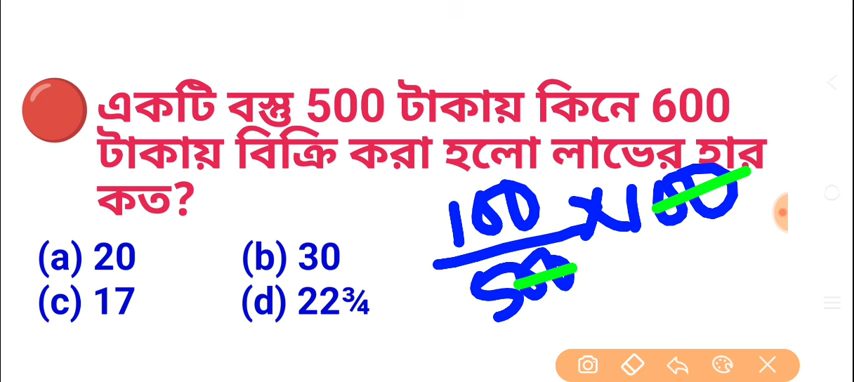 একটি বস্তু 500 টাকায় কিনে 600
টাকায় বিক্রি করা হলো লাভের হার
কত?
(a) 20 (b) 30
(c) 17 (d) 22¾
100/500 × 100